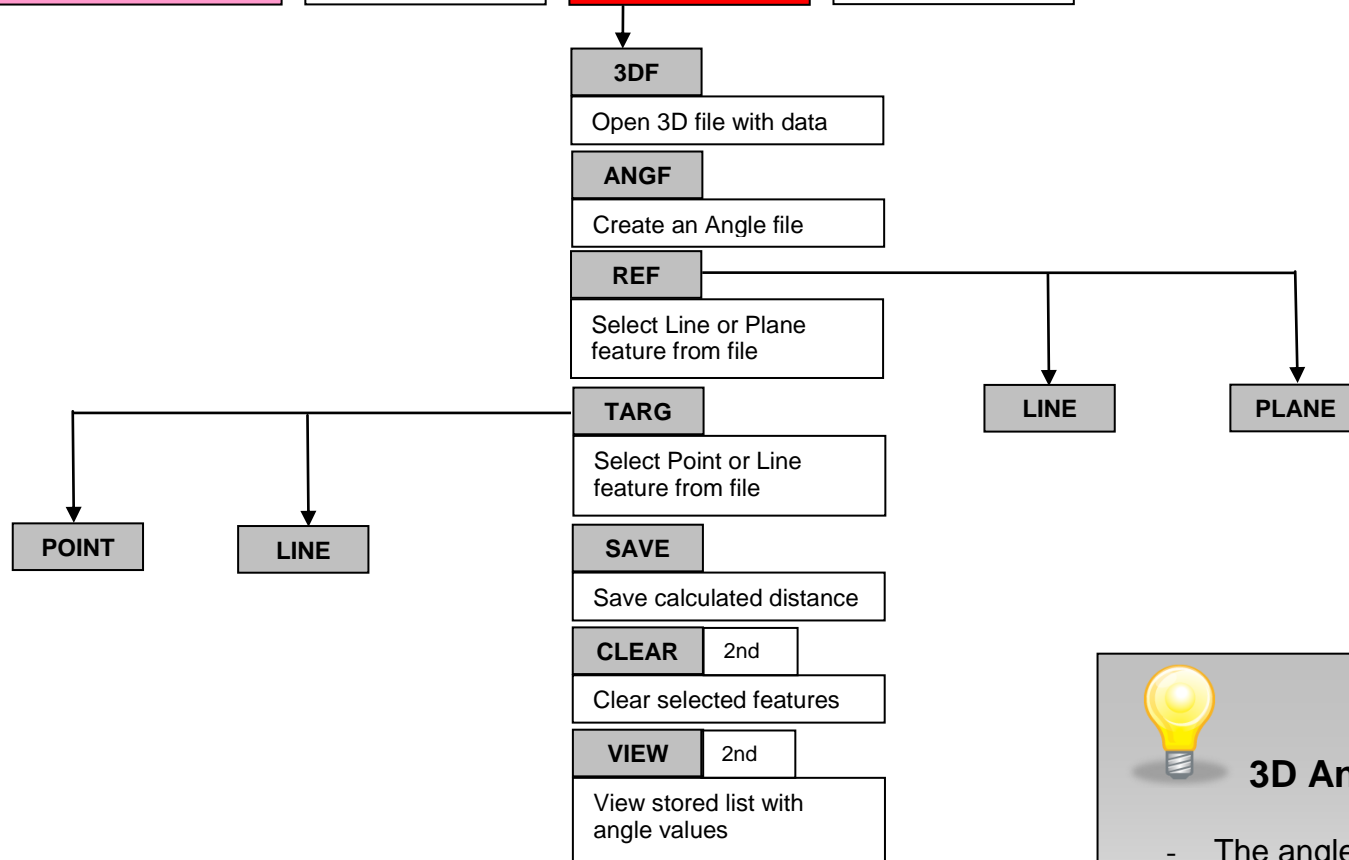 3DF
Open 3D file with data
ANGF
Create an Angle file
REF
Select Line or Plane
feature from file
LINE
PLANE
TARG
Select Point or Line
feature from file
POINT
LINE
SAVE
Save calculated distance
CLEAR
2nd
Clear selected features
VIEW
2nd
View stored list with
angle values
3D An
- The angle